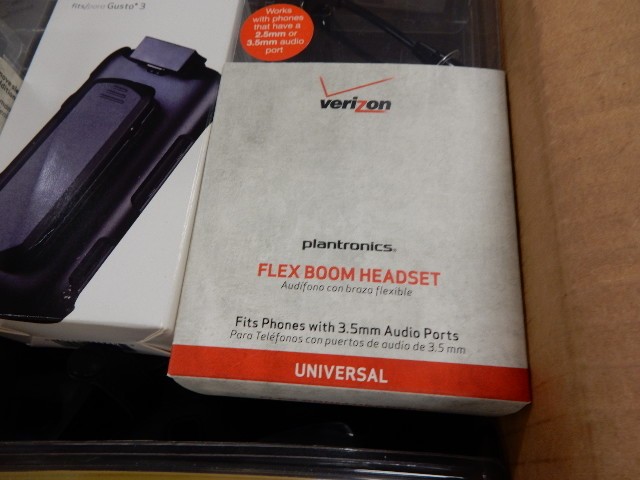 Fits/Para Gusto® 3
Works
with phones
that have a
2.5mm or
3.5mm audio
port
verizon
plantronics®
FLEX BOOM HEADSET
Audífono con brazo flexible
Fits Phones with 3.5mm Audio Ports
Para Teléfonos con puertos de audio de 3.5 mm
UNIVERSAL